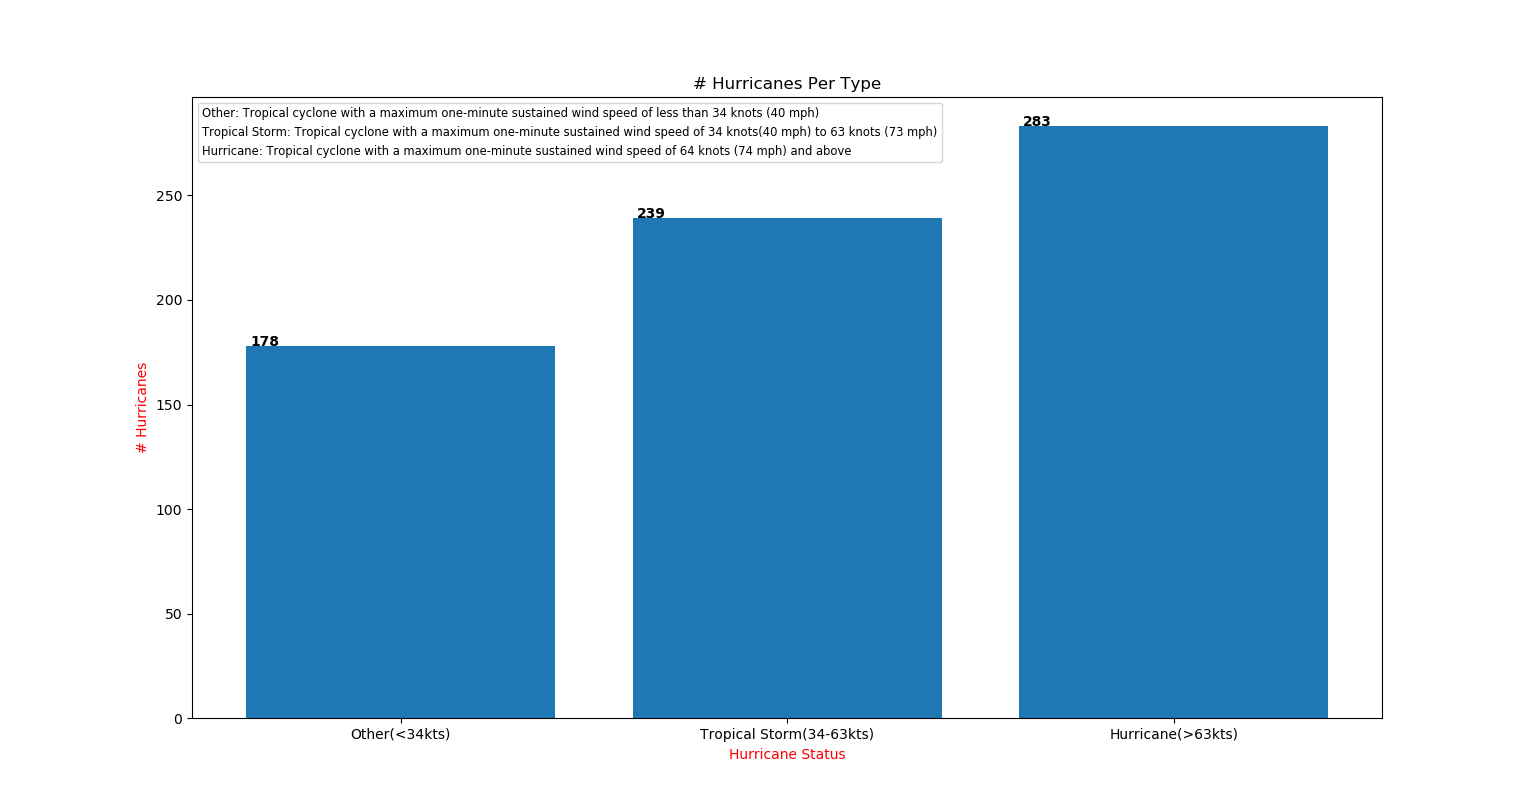 # Hurricanes Per Type
Other: Tropical cyclone with a maximum one-minute sustained wind speed of less than 34 knots (40 mph)
Tropical Storm: Tropical cyclone with a maximum one-minute sustained wind speed of 34 knots(40 mph) to 63 knots (73 mph)
Hurricane: Tropical cyclone with a maximum one-minute sustained wind speed of 64 knots (74 mph) and above
283
239
178
250
200
150
100
50
0
# Hurricanes
Other(<34kts)
Tropical Storm(34-63kts)
Hurricane(>63kts)
Hurricane Status